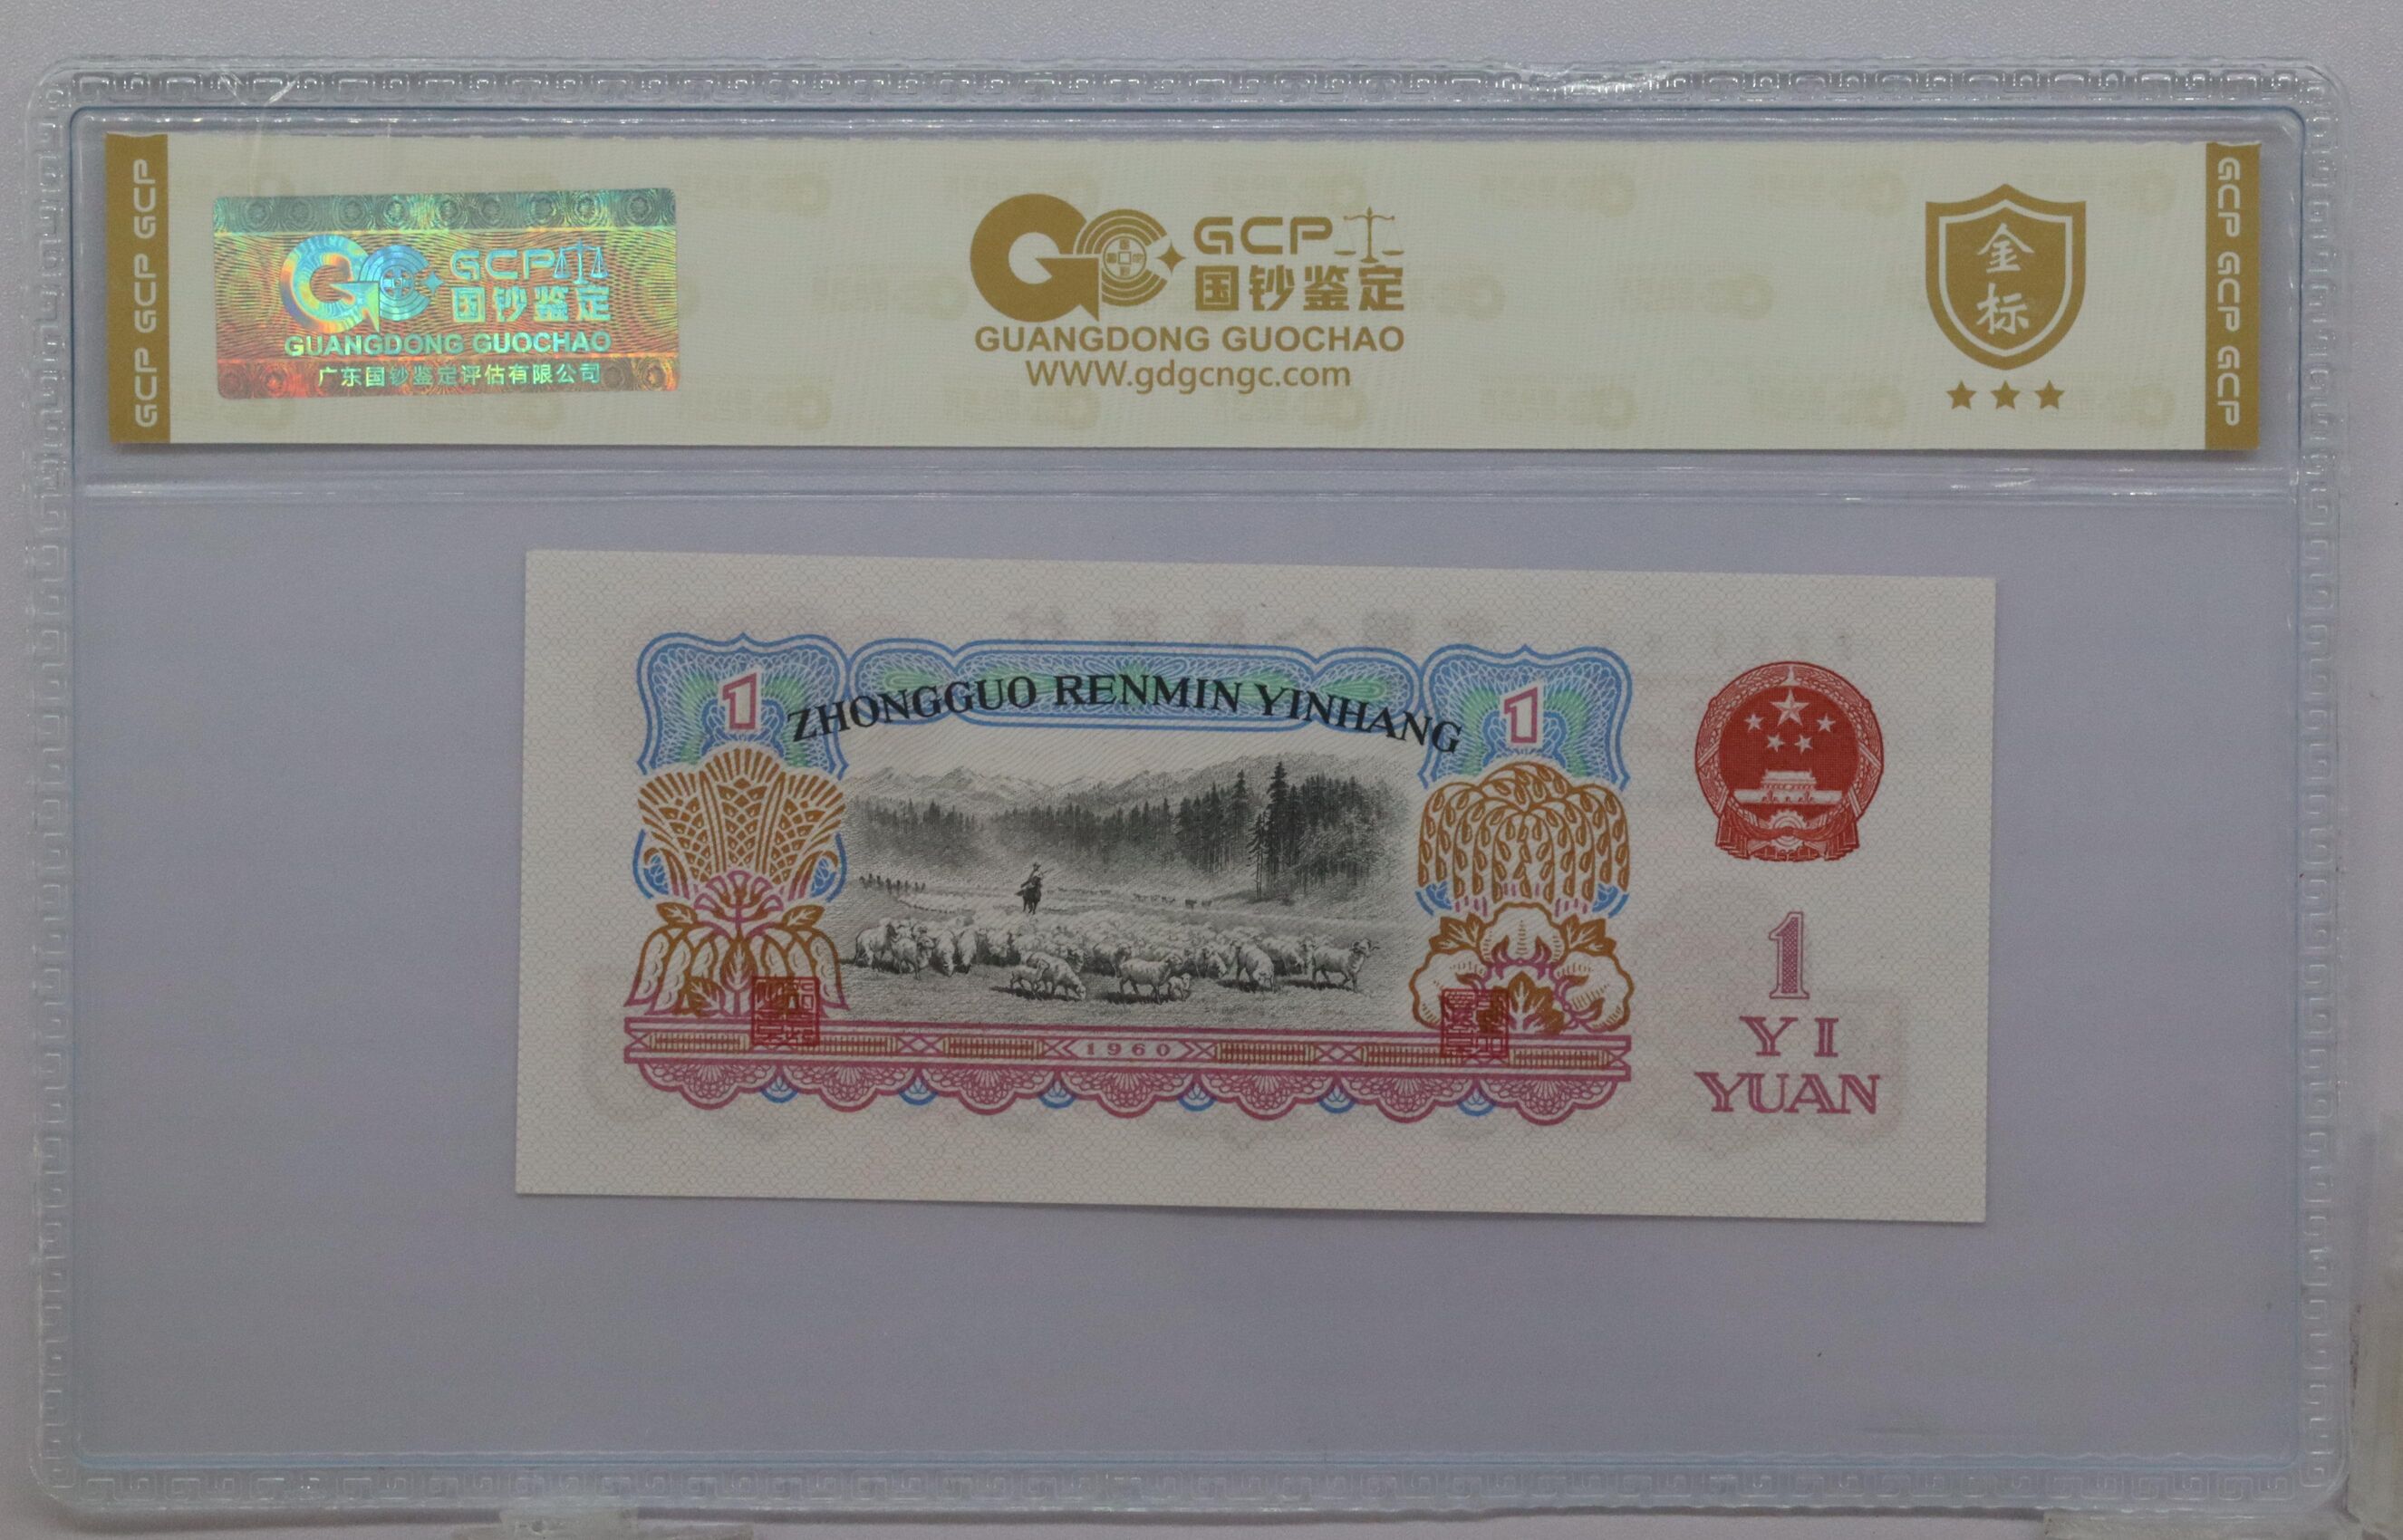 GCP GCP GCP
GCP
国钞鉴定
GUANGDONG GUOCHAO
广东国钞鉴定评估有限公司
GCP
国钞鉴定
GUANGDONG GUOCHAO
www.gdgcngc.com
金
标
GCP GCP GCP
1
ZHONGGUO RENMIN YINHANG
1
1960
1
YI
YUAN